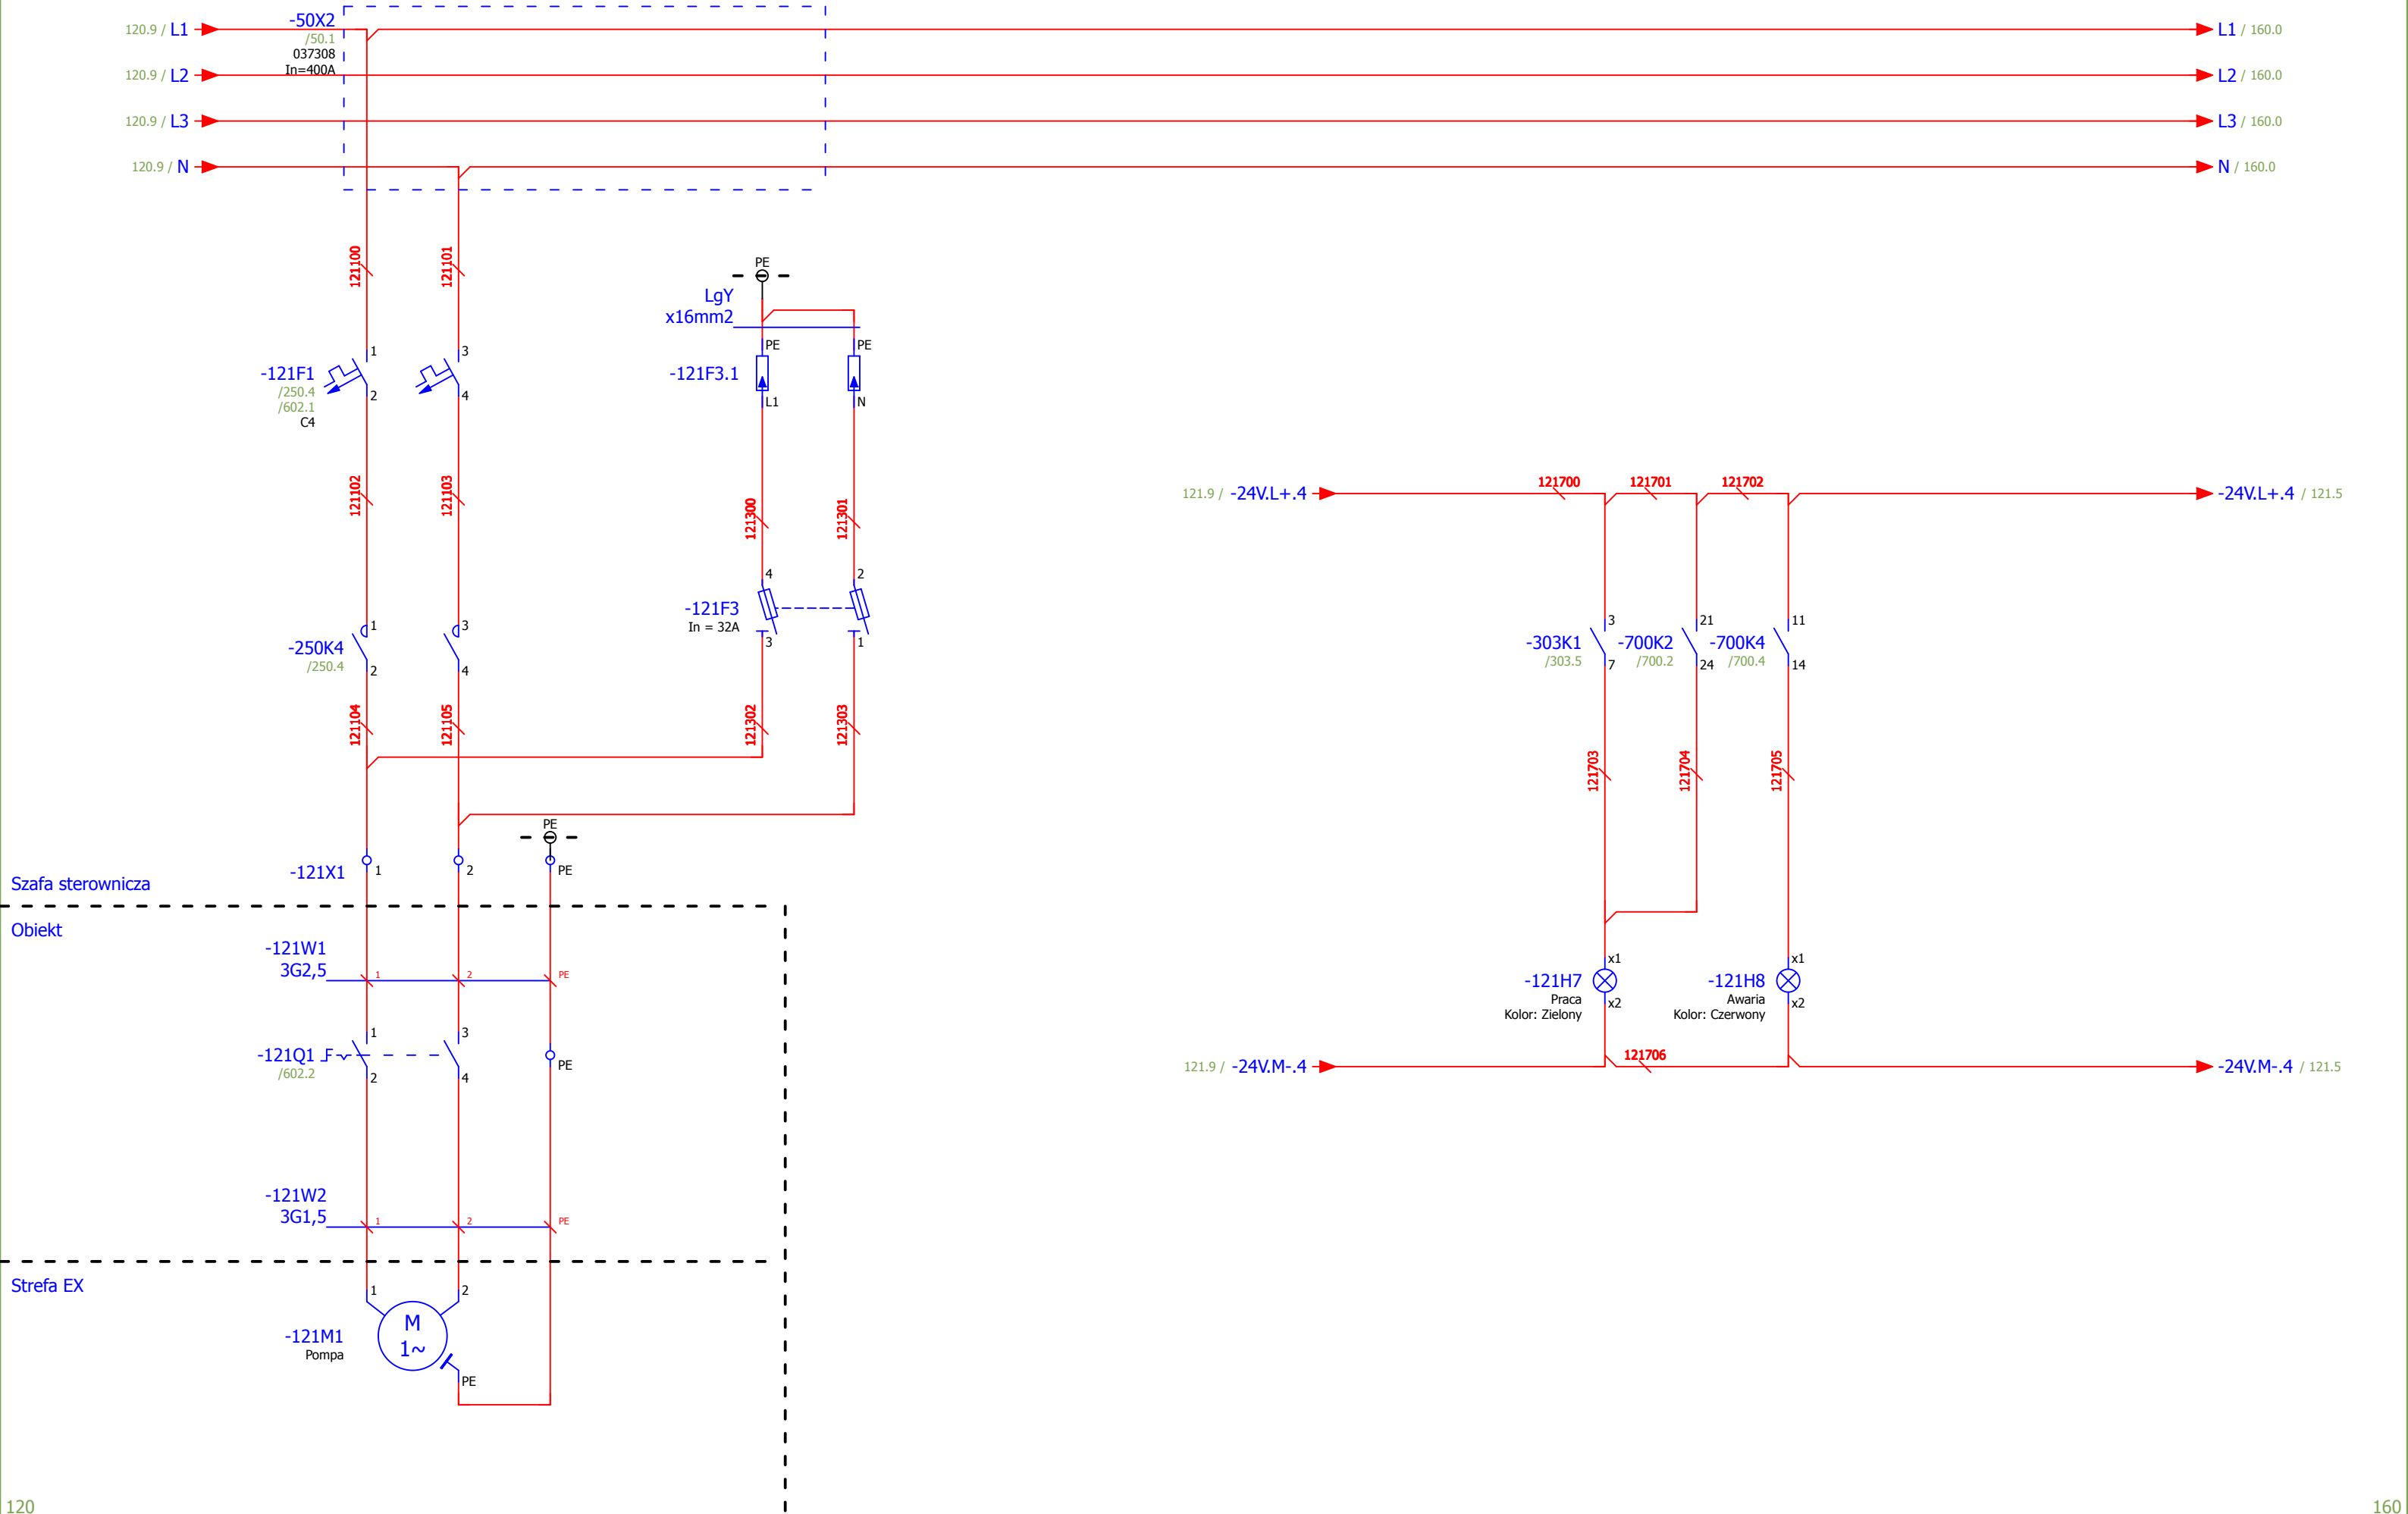 120.9 / L1
-50X2
/50.1
037308
In=400A
L1 / 160.0
120.9 / L2
L2 / 160.0
120.9 / L3
L3 / 160.0
120.9 / N
N / 160.0
121100
121101
PE
LgY
x16mm2
-121F1
/250.4
/602.1
C4
1
2
3
4
-121F3.1
PE
L1
PE
N
121102
121103
121300
121301
121.9 / -24V.L+.4
121700
121701
121702
-24V.L+.4 / 121.5
-121F3
In = 32A
4
3
2
1
-250K4
/250.4
1
2
3
4
-303K1
/303.5
3
7
-700K2
/700.2
21
24
-700K4
/700.4
11
14
121104
121105
121302
121303
121703
121704
121705
PE
-121X1
1
2
PE
Szafa sterownicza
Obiekt
-121W1
3G2,5
1
2
PE
-121H7
Praca
Kolor: Zielony
x1
x2
-121H8
Awaria
Kolor: Czerwony
x1
x2
-121Q1
/602.2
1
2
3
4
PE
121.9 / -24V.M-.4
121706
-24V.M-.4 / 121.5
-121W2
3G1,5
1
2
PE
Strefa EX
1
2
-121M1
Pompa
M
1~
PE
120
160